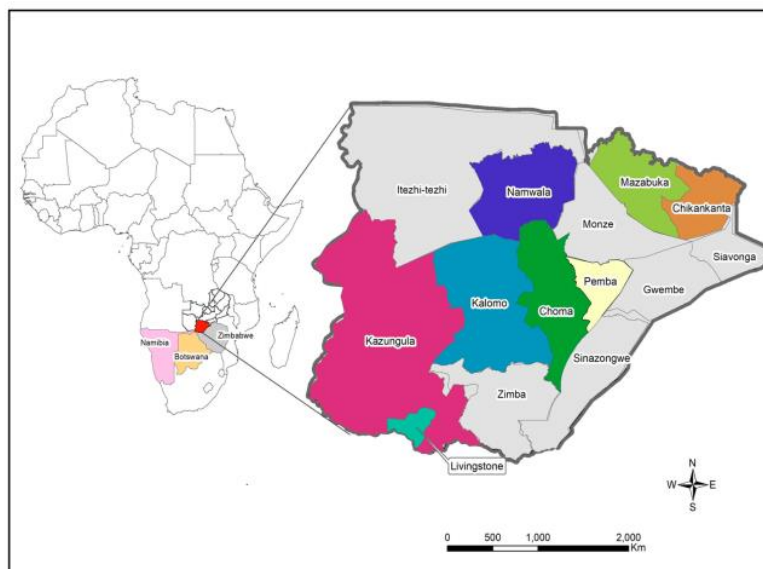 Itezhi-tezhi
Namwala
Mazabuka
Chikankanta
Monze
Siavonga
Pemba
Gwembe
Kalomo
Choma
Kazungula
Sinazongwe
Zimba
Livingstone
Zimbabwe
Namibia
Botswana
N
W E
S
0 500 1,000 2,000
Km